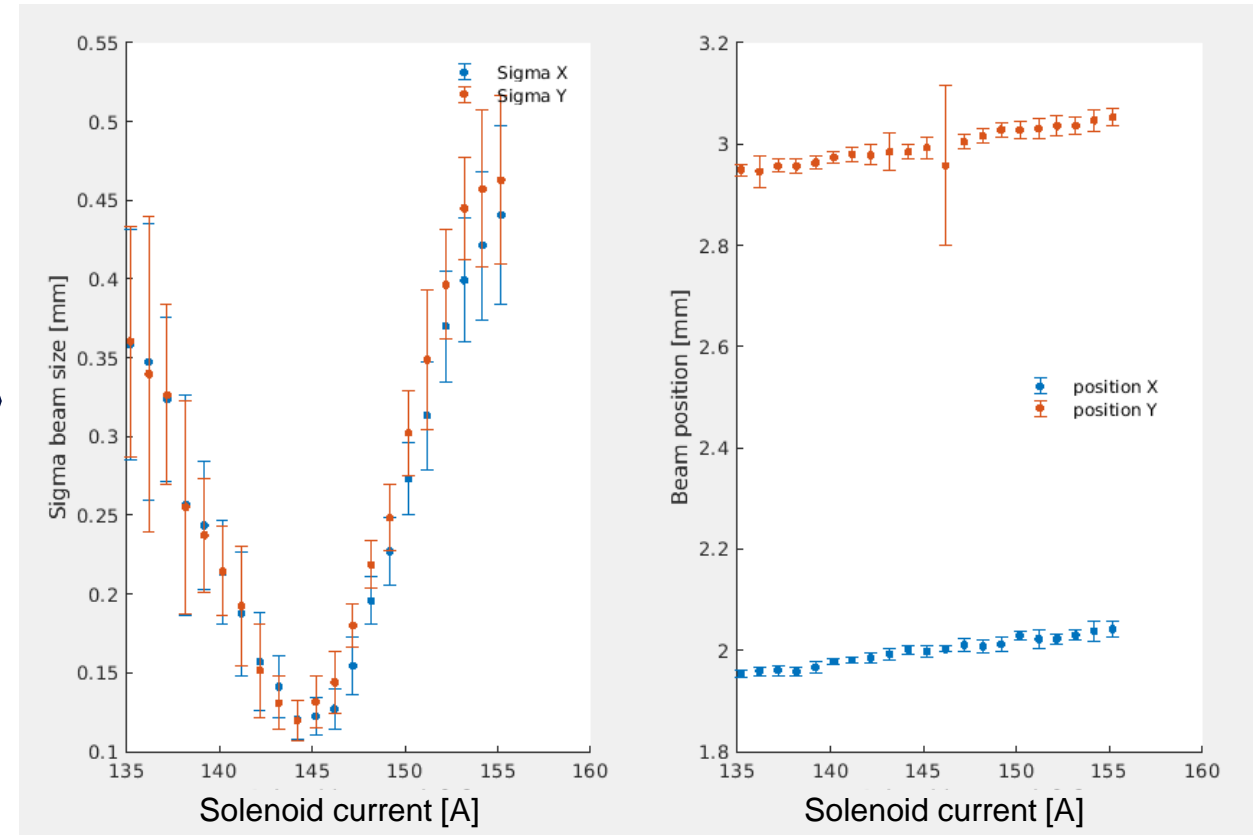 0.55
0.5
0.45
0.4
0.35
0.3
0.25
0.2
0.15
0.1
Sigma beam size [mm]
Sigma X
Sigma Y
135 140 145 150 155 160
Solenoid current [A]
3.2
3
2.8
2.6
2.4
2.2
2
1.8
Beam position [mm]
position X
position Y
135 140 145 150 155 160
Solenoid current [A]